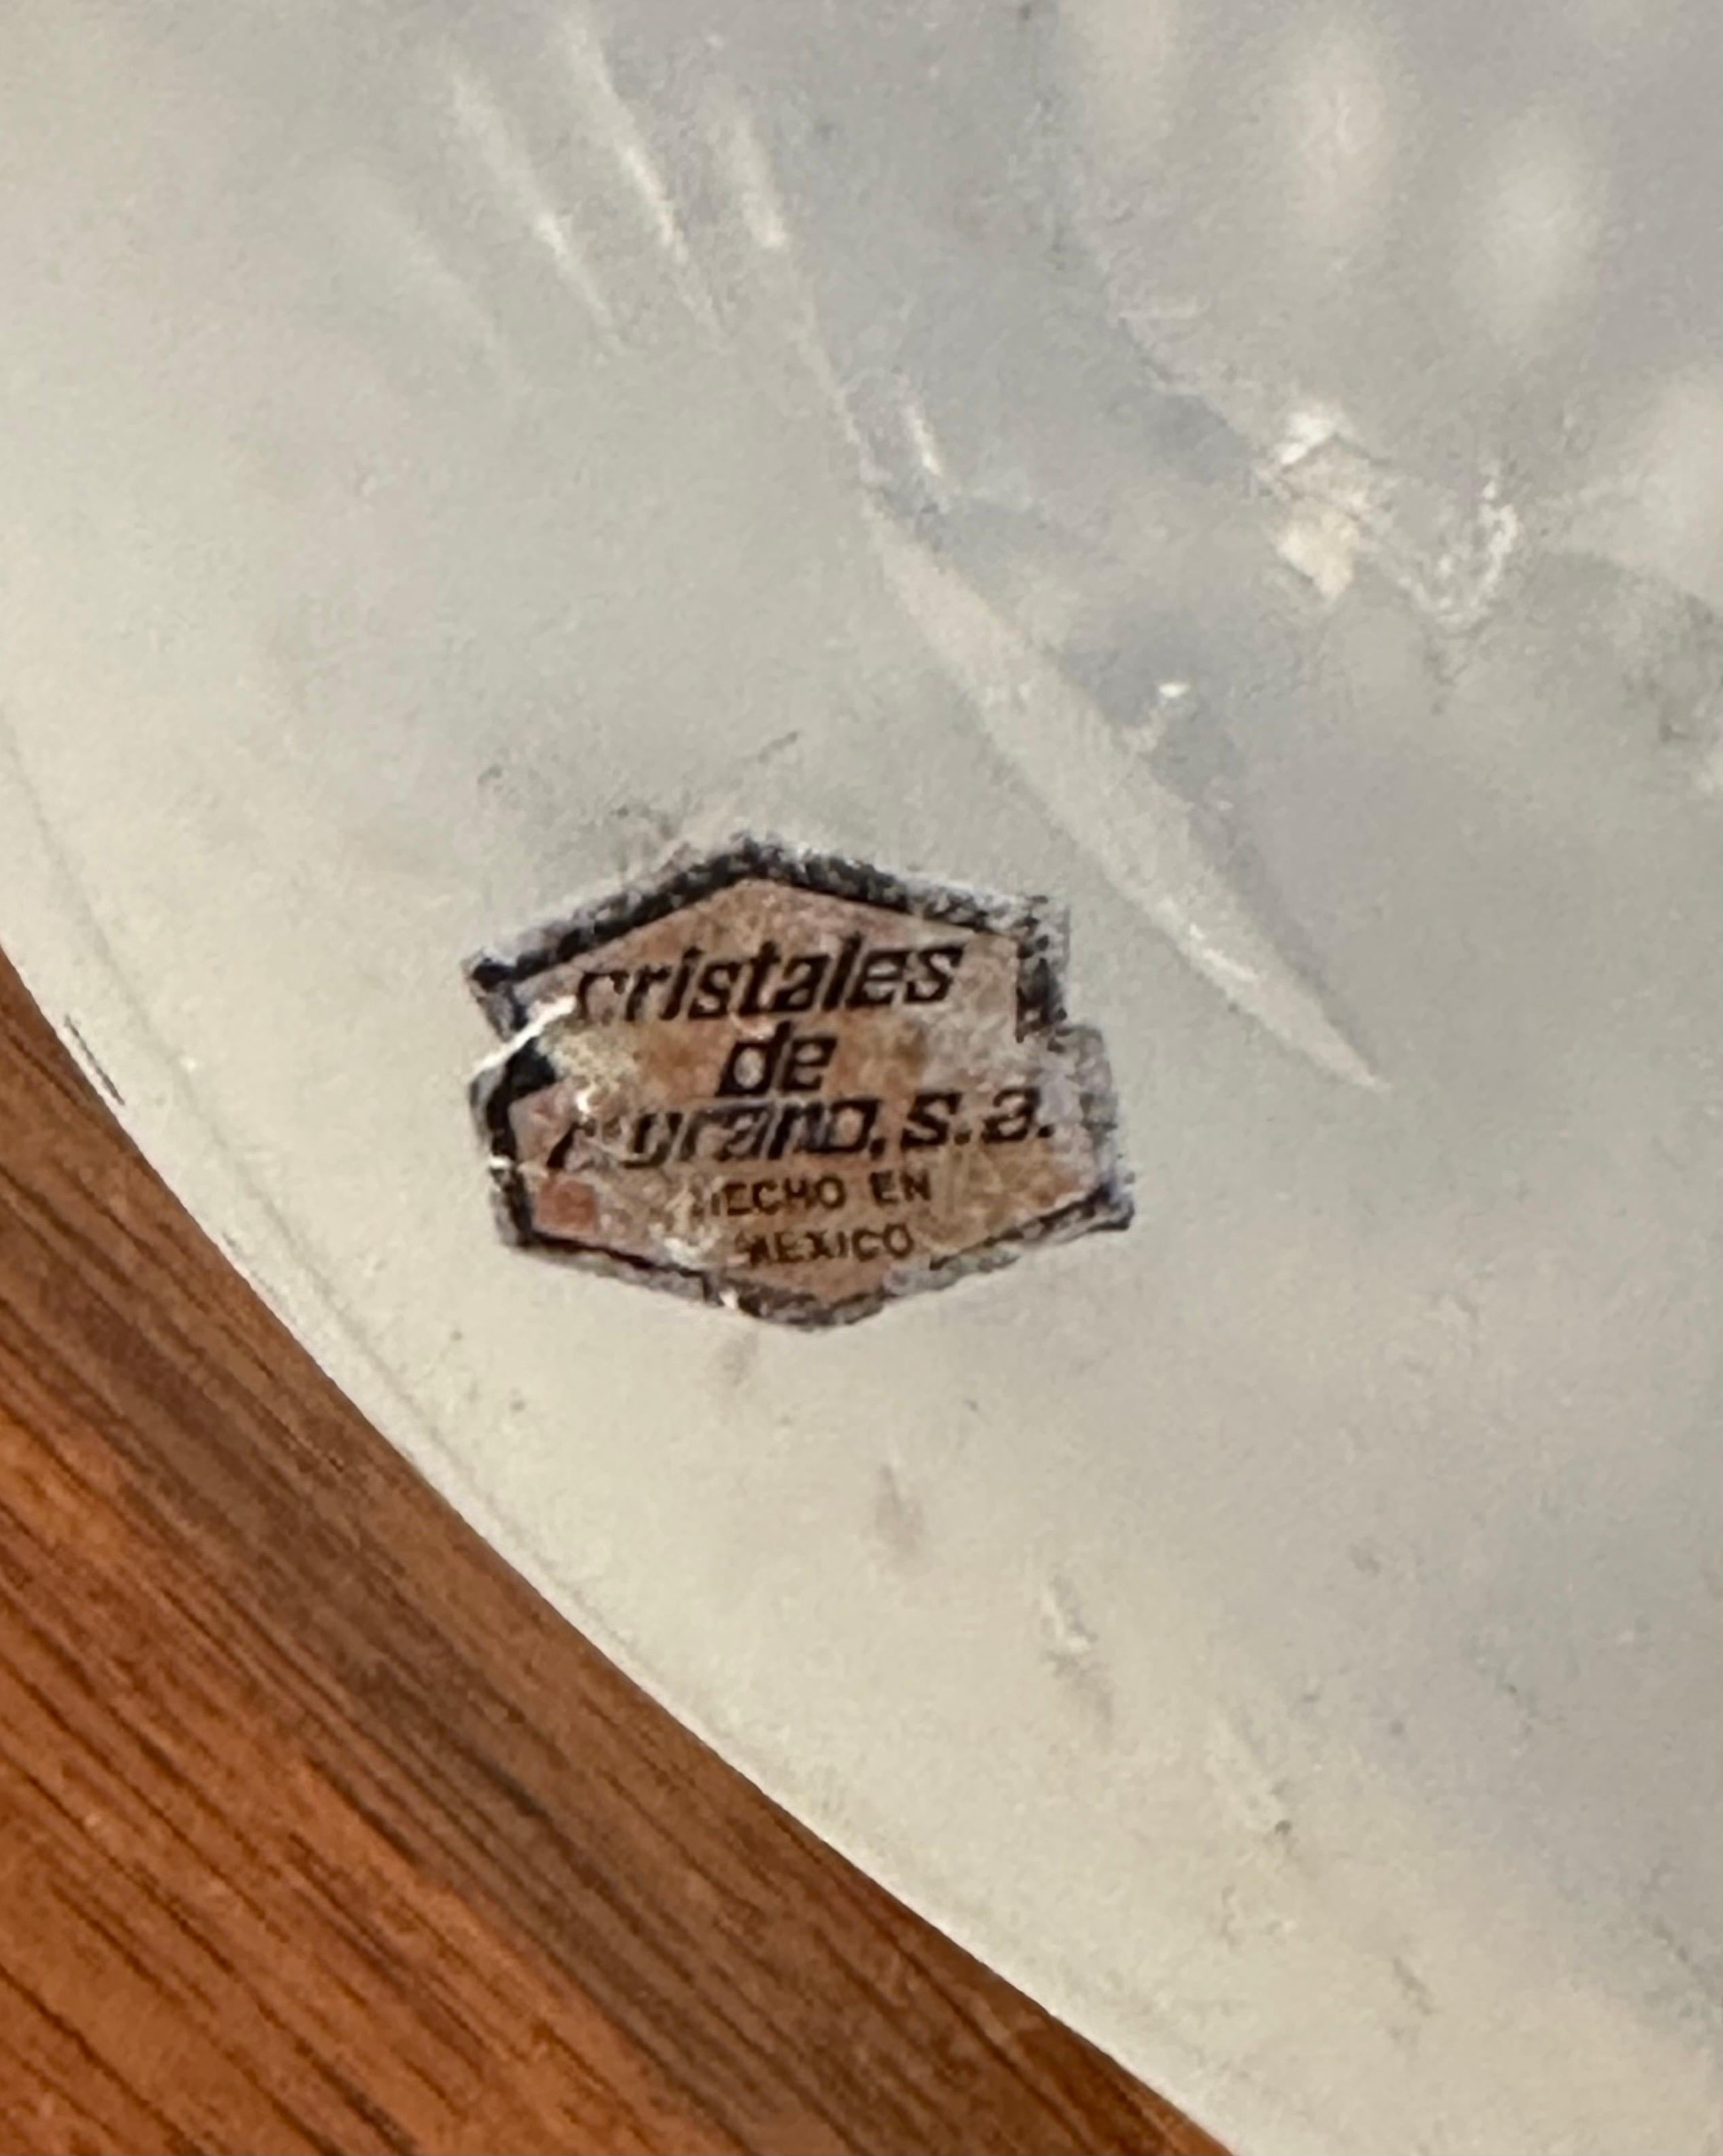 cristales
de
s.a.
HECHO EN
MEXICO